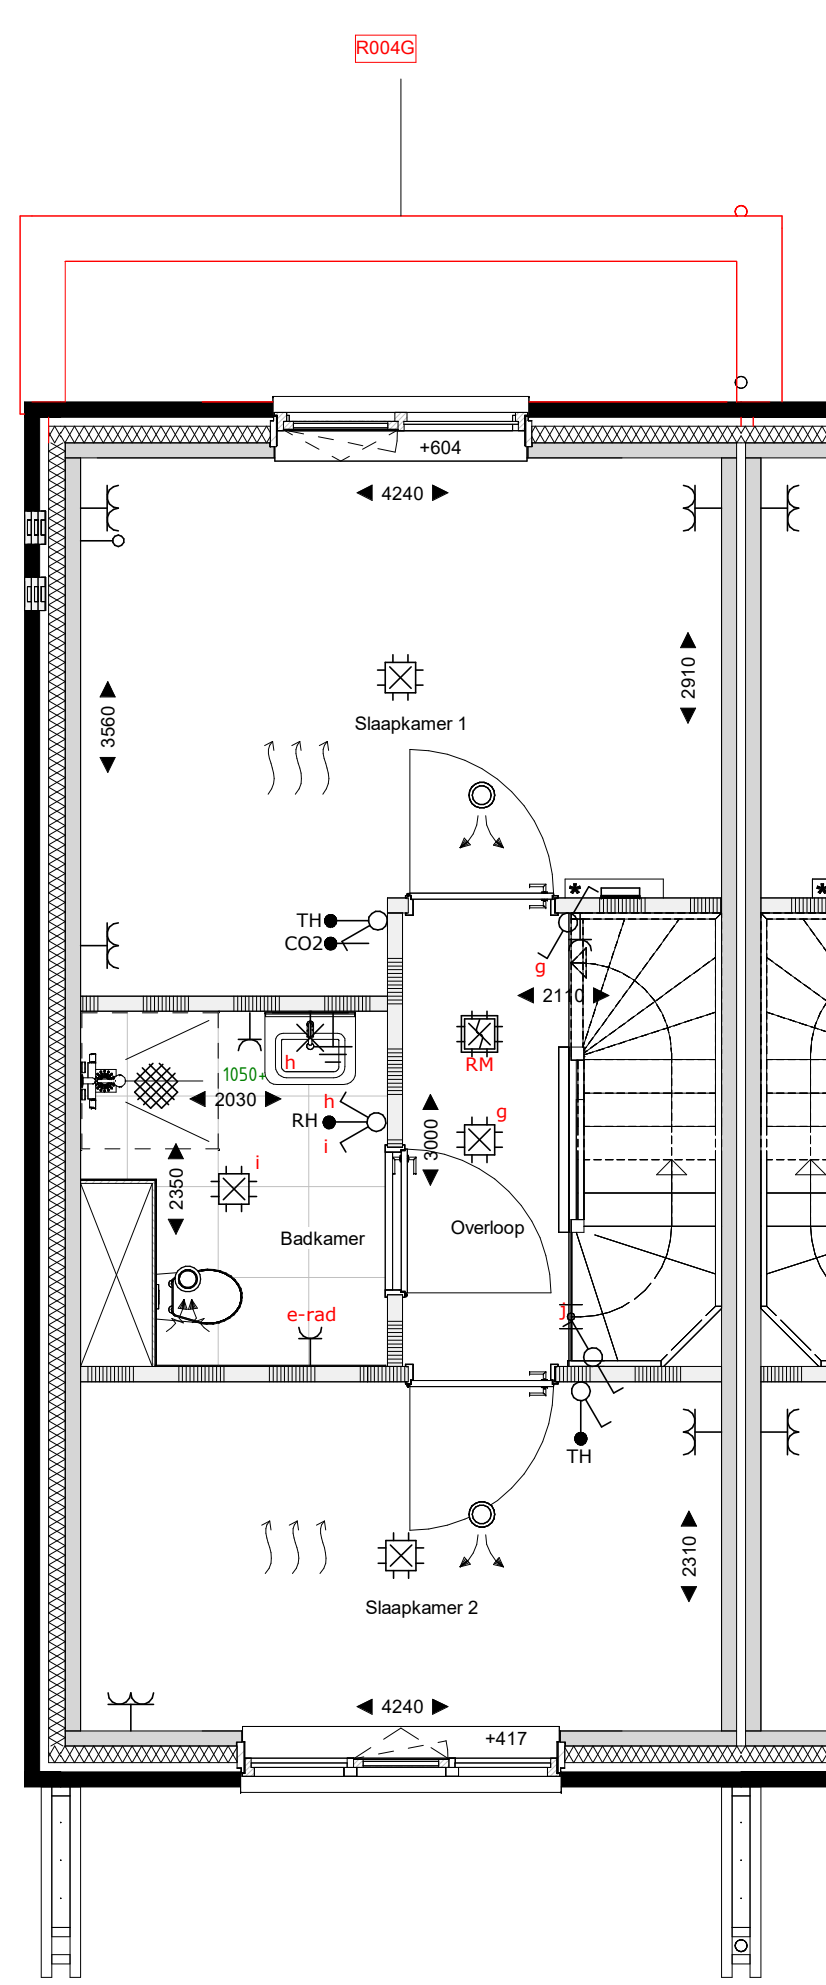 R004G
+604
4240
2910
3560
Slaapkamer 1
TH
CO2
g
2110
RM
h
1050+
2030
h
RH
i
g
3000
i
2350
Badkamer
Overloop
e-rad
j
TH
2310
Slaapkamer 2
4240
+417